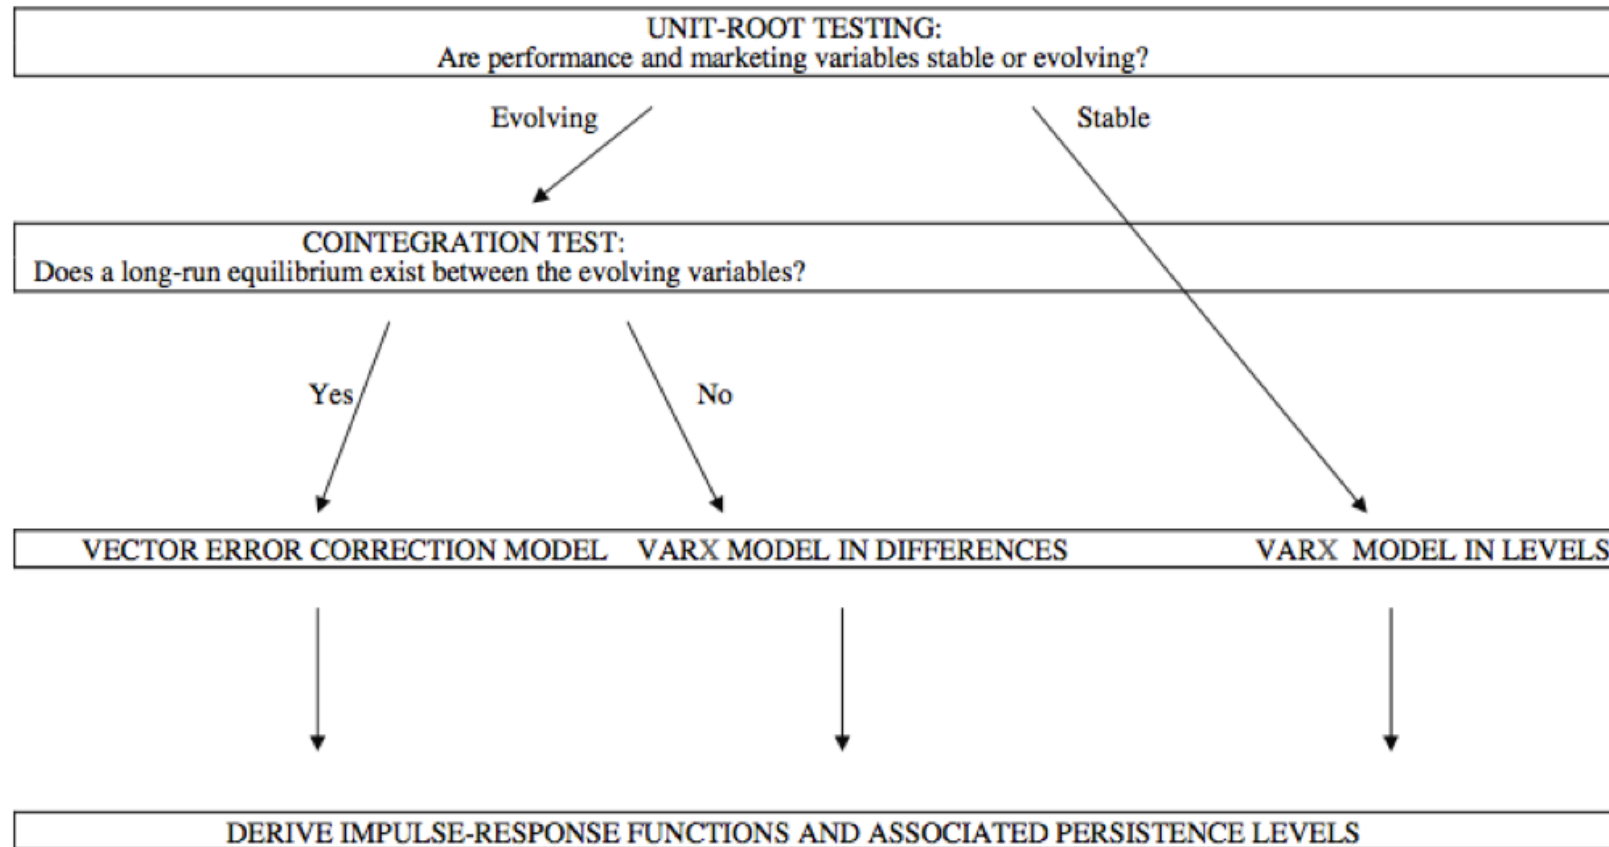 UNIT-ROOT TESTING:
Are performance and marketing variables stable or evolving?
Evolving
Stable
COINTEGRATION TEST:
Does a long-run equilibrium exist between the evolving variables?
Yes
No
VECTOR ERROR CORRECTION MODEL VARX MODEL IN DIFFERENCES VARX MODEL IN LEVELS
DERIVE IMPULSE-RESPONSE FUNCTIONS AND ASSOCIATED PERSISTENCE LEVELS